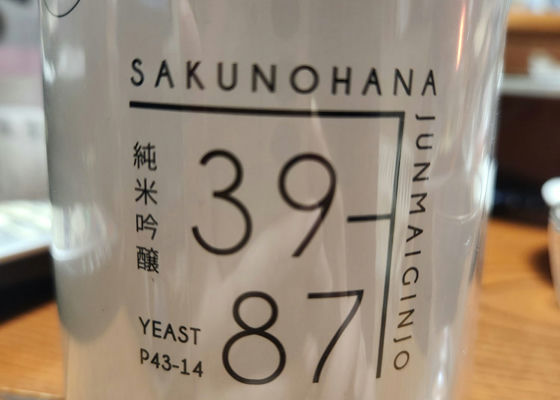 SAKUNOHANA
JUNMAIGINJO
純米吟醸
39-
87
YEAST
P43-14